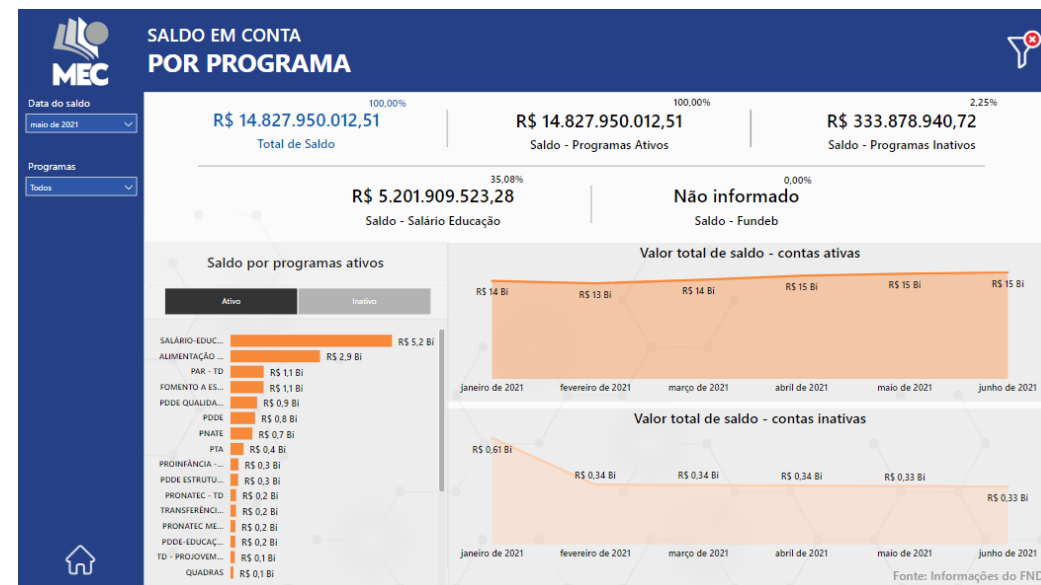 MEC
SALDO EM CONTA
POR PROGRAMA
Data do saldo
maio de 2021
Programas
Todos
100,00%
R$ 14.827.950.012,51
Total de Saldo
100,00%
R$ 14.827.950.012,51
Saldo - Programas Ativos
2,25%
R$ 333.878.940,72
Saldo - Programas Inativos
35,08%
R$ 5.201.909.523,28
Saldo - Salário Educação
0,00%
Não informado
Saldo - Fundeb
Saldo por programas ativos
Ativo
Inativo
SALÁRIO-EDUC... R$ 5,2 Bi
ALIMENTAÇÃO ... R$ 2,9 Bi
PAR - TD R$ 1,1 Bi
FOMENTO A ES... R$ 1,1 Bi
PDDE QUALIDA... R$ 0,9 Bi
PDDE R$ 0,8 Bi
PNATE R$ 0,7 Bi
PTA R$ 0,4 Bi
PROINFÂNCIA -... R$ 0,3 Bi
PDDE ESTRUTU... R$ 0,3 Bi
PRONATEC - TD R$ 0,2 Bi
TRANSFERÊNCI... R$ 0,2 Bi
PRONATEC ME... R$ 0,2 Bi
PDDE-EDUCAÇ... R$ 0,2 Bi
TD - PROJOVEM... R$ 0,1 Bi
QUADRAS R$ 0,1 Bi
Valor total de saldo - contas ativas
R$ 14 Bi R$ 13 Bi R$ 14 Bi R$ 15 Bi R$ 15 Bi R$ 15 Bi
janeiro de 2021 fevereiro de 2021 março de 2021 abril de 2021 maio de 2021 junho de 2021
Valor total de saldo - contas inativas
R$ 0,61 Bi R$ 0,34 Bi R$ 0,34 Bi R$ 0,34 Bi R$ 0,33 Bi R$ 0,33 Bi
janeiro de 2021 fevereiro de 2021 março de 2021 abril de 2021 maio de 2021 junho de 2021
Fonte: Informações do FND